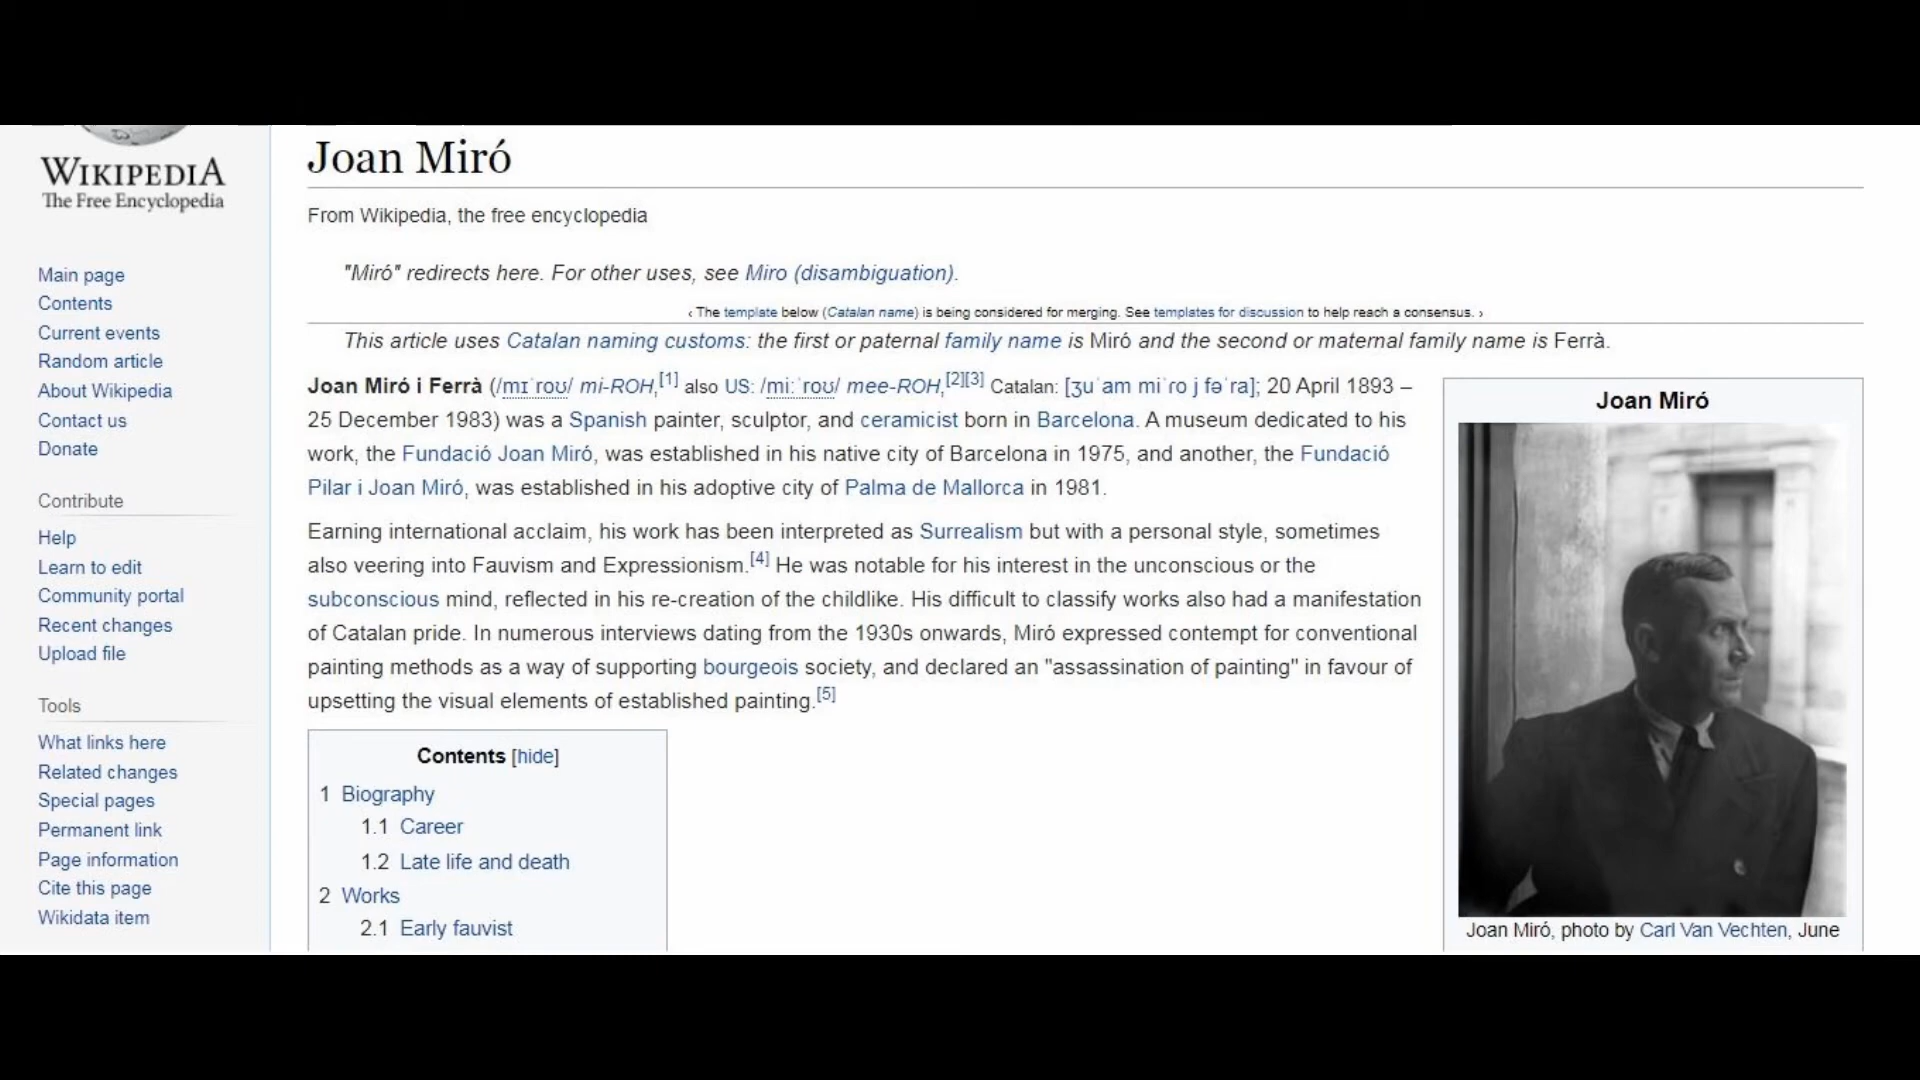 WIKIPEDIA
The Free Encyclopedia
Main page
Contents
Current events
Random article
About Wikipedia
Contact us
Donate
Contribute
Help
Learn to edit
Community portal
Recent changes
Upload file
Tools
What links here
Related changes
Special pages
Permanent link
Page information
Cite this page
Wikidata item
Joan Miró
From Wikipedia, the free encyclopedia
"Miró" redirects here. For other uses, see Miro (disambiguation).
‹ The template below (Catalan name) is being considered for merging. See templates for discussion to help reach a consensus. ›
This article uses Catalan naming customs: the first or paternal family name is Miró and the second or maternal family name is Ferrà.
Joan Miró i Ferrà (/mɪˈroʊ/ mi-ROH,[1] also US: /miːˈroʊ/ mee-ROH,[2][3] Catalan: [ʒuˈam miˈɾo j fəˈra]; 20 April 1893 –
25 December 1983) was a Spanish painter, sculptor, and ceramicist born in Barcelona. A museum dedicated to his
work, the Fundació Joan Miró, was established in his native city of Barcelona in 1975, and another, the Fundació
Pilar i Joan Miró, was established in his adoptive city of Palma de Mallorca in 1981.
Earning international acclaim, his work has been interpreted as Surrealism but with a personal style, sometimes
also veering into Fauvism and Expressionism.[4] He was notable for his interest in the unconscious or the
subconscious mind, reflected in his re-creation of the childlike. His difficult to classify works also had a manifestation
of Catalan pride. In numerous interviews dating from the 1930s onwards, Miró expressed contempt for conventional
painting methods as a way of supporting bourgeois society, and declared an "assassination of painting" in favour of
upsetting the visual elements of established painting.[5]
Contents [hide]
1 Biography
1.1 Career
1.2 Late life and death
2 Works
2.1 Early fauvist
Joan Miró
Joan Miró, photo by Carl Van Vechten, June